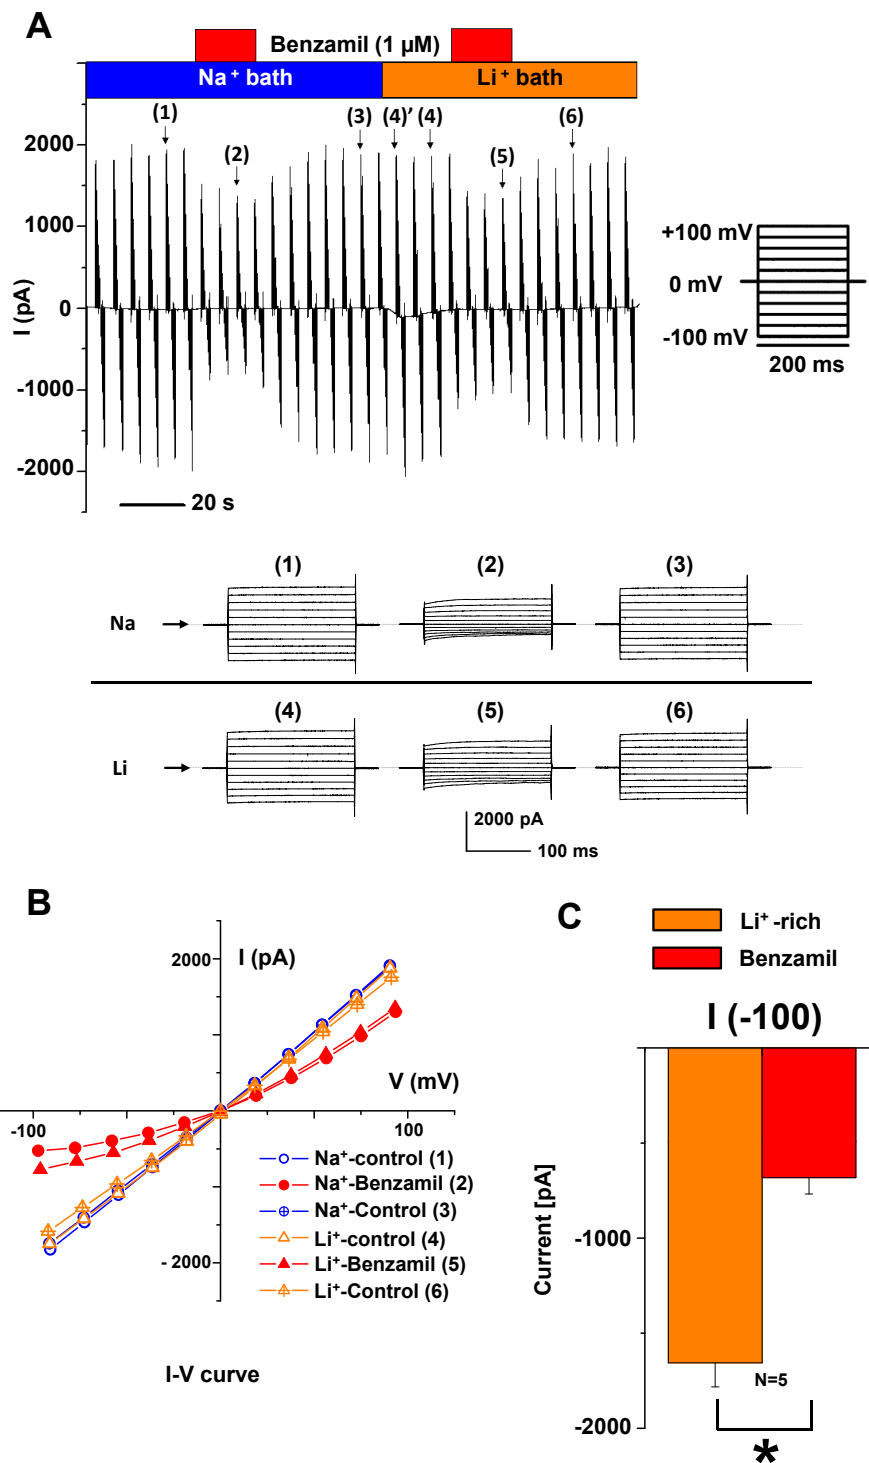 A
Benzamil (1 µM)
Na⁺ bath
Li⁺ bath
(1)
(2)
(3)
(4)’
(4)
(5)
(6)
2000
1000
0
-1000
-2000
I (pA)
20 s
+100 mV
0 mV
-100 mV
200 ms
(1)
(2)
(3)
Na
(4)
(5)
(6)
Li
2000 pA
100 ms
B
2000
I (pA)
V (mV)
-100
100
- 2000
Na⁺-control (1)
Na⁺-Benzamil (2)
Na⁺-Control (3)
Li⁺-control (4)
Li⁺-Benzamil (5)
Li⁺-Control (6)
I-V curve
C
Li⁺ -rich
Benzamil
I (-100)
Current [pA]
-1000
-2000
N=5
*